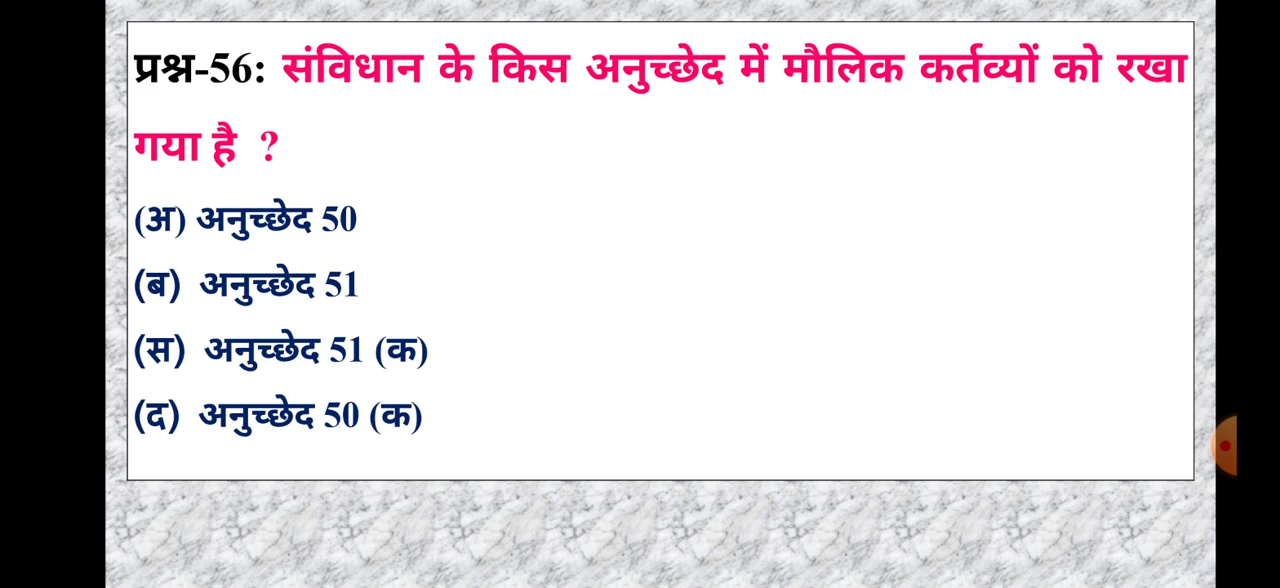 प्रश्न-56: संविधान के किस अनुच्छेद में मौलिक कर्तव्यों को रखा
गया है ?
(अ) अनुच्छेद 50
(ब) अनुच्छेद 51
(स) अनुच्छेद 51 (क)
(द) अनुच्छेद 50 (क)